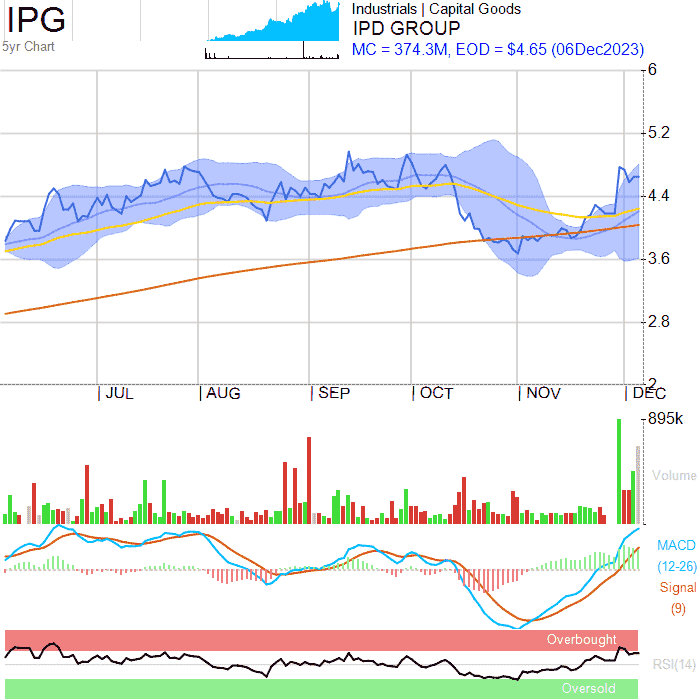 IPG
Industrials | Capital Goods
IPD GROUP
5yr Chart
MC = 374.3M, EOD = $4.65 (06Dec2023)
6
5.2
4.4
3.6
2.8
2
JUL AUG SEP OCT NOV DEC
895k
Volume
MACD
(12-26)
Signal
(9)
Overbought
RSI(14)
Oversold